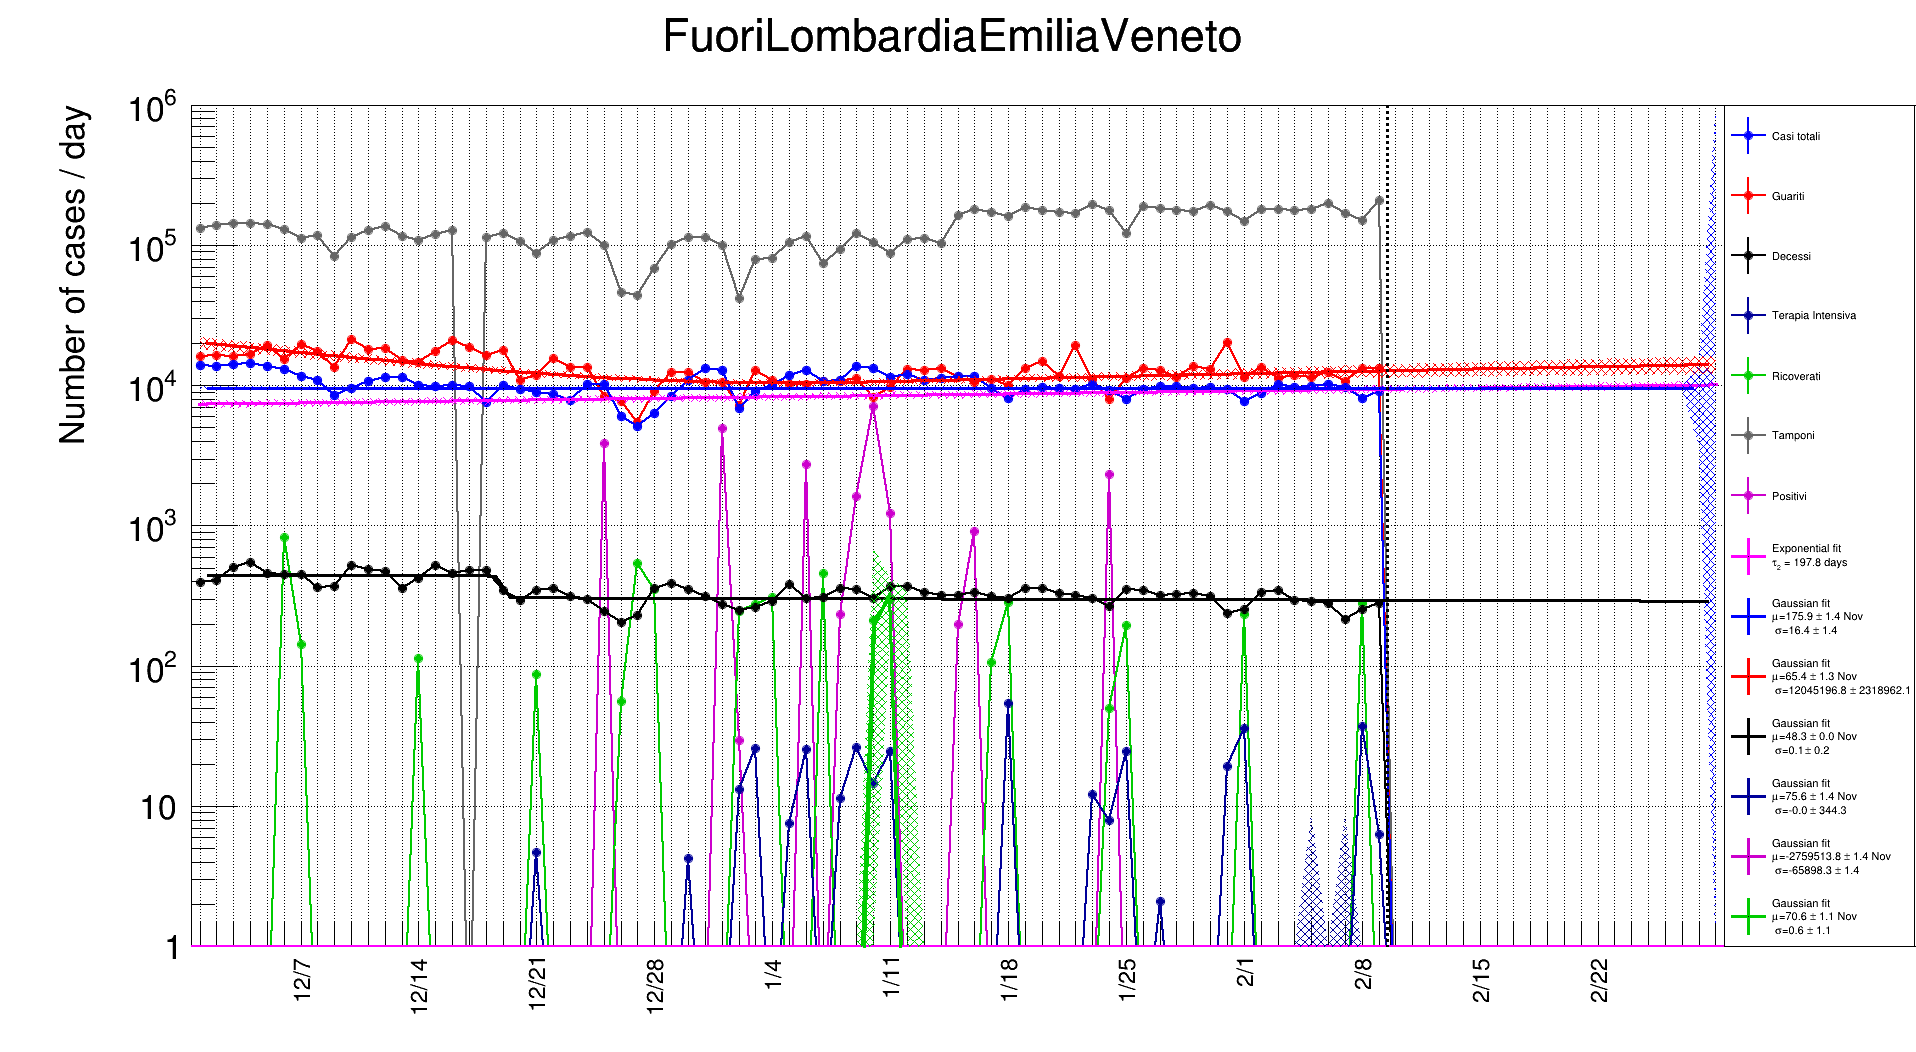 FuoriLombardiaEmiliaVeneto
Number of cases / day
10^6
10^5
10^4
10^3
10^2
10
1
12/7
12/14
12/21
12/28
1/4
1/11
1/18
1/25
2/1
2/8
2/15
2/22
Casi totali
Guariti
Decessi
Terapia Intensiva
Ricoverati
Tamponi
Positivi
Exponential fit
τ₂ = 197.8 days
Gaussian fit
μ=175.9 ± 1.4 Nov
σ=16.4 ± 1.4
Gaussian fit
μ=65.4 ± 1.3 Nov
σ=12045196.8 ± 2318962.1
Gaussian fit
μ=48.3 ± 0.0 Nov
σ=0.1 ± 0.2
Gaussian fit
μ=75.6 ± 1.4 Nov
σ=-0.0 ± 344.3
Gaussian fit
μ=-2759513.8 ± 1.4 Nov
σ=-65898.3 ± 1.4
Gaussian fit
μ=70.6 ± 1.1 Nov
σ=0.6 ± 1.1